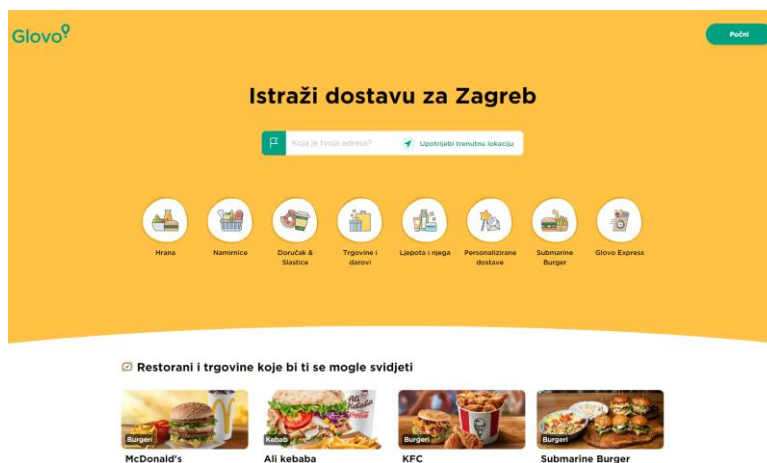 Glovo
Počni
Istraži dostavu za Zagreb
Koja je tvoja adresa?
Upotrijebi trenutnu lokaciju
Hrana
Namirnice
Doručak &
Slastice
Trgovine i
darovi
Ljepota i njega
Personalizirane
dostave
Submarine
Burger
Glovo Express
Restorani i trgovine koje bi ti se mogle svidjeti
Burgeri
Kebab
Burgeri
Burgeri
McDonald's
Ali kebaba
KFC
Submarine Burger